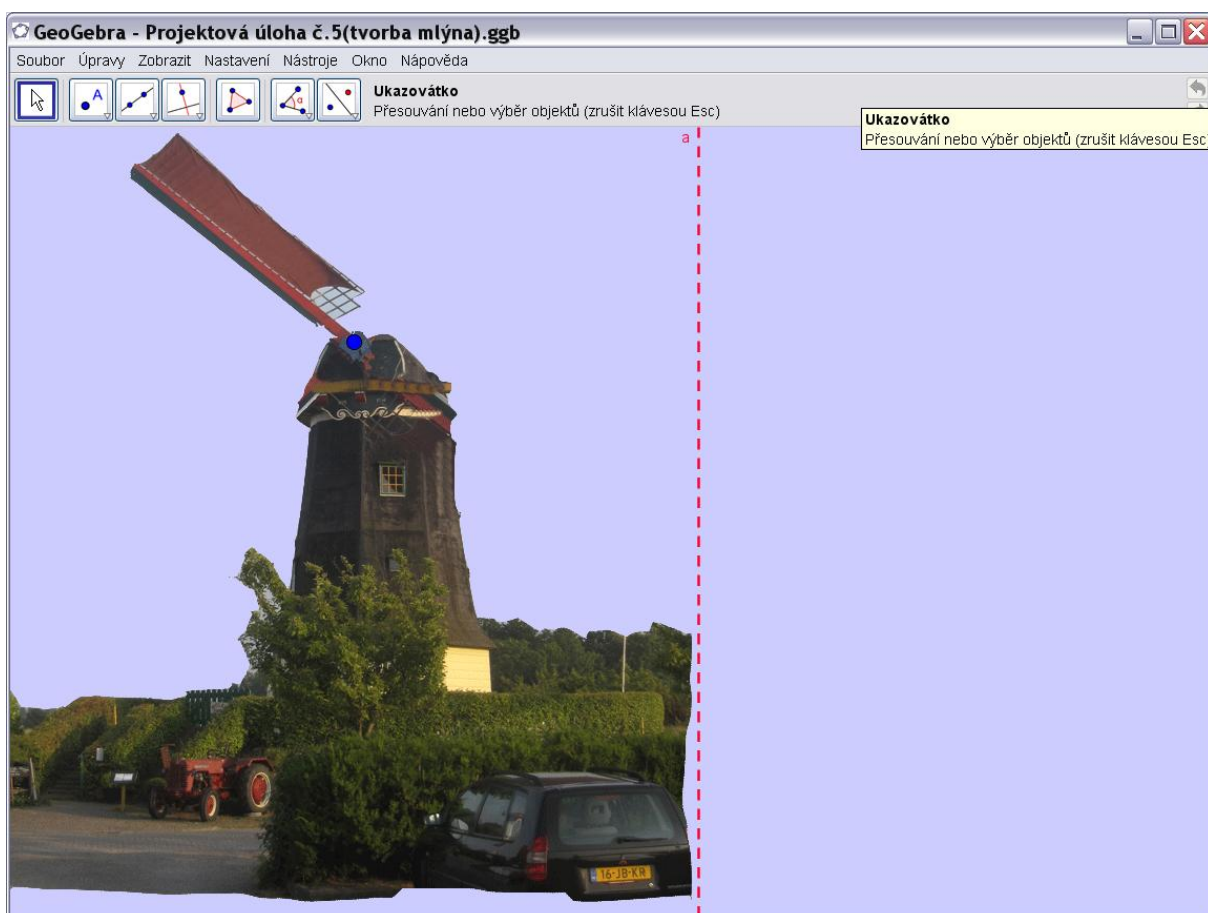 GeoGebra - Projektová úloha č.5(tvorba mlýna).ggb
Soubor Úpravy Zobrazit Nastavení Nástroje Okno Nápověda
A
α
Ukazovátko
Přesouvání nebo výběr objektů (zrušit klávesou Esc)
Ukazovátko
Přesouvání nebo výběr objektů (zrušit klávesou Esc
a
16-JB-KR